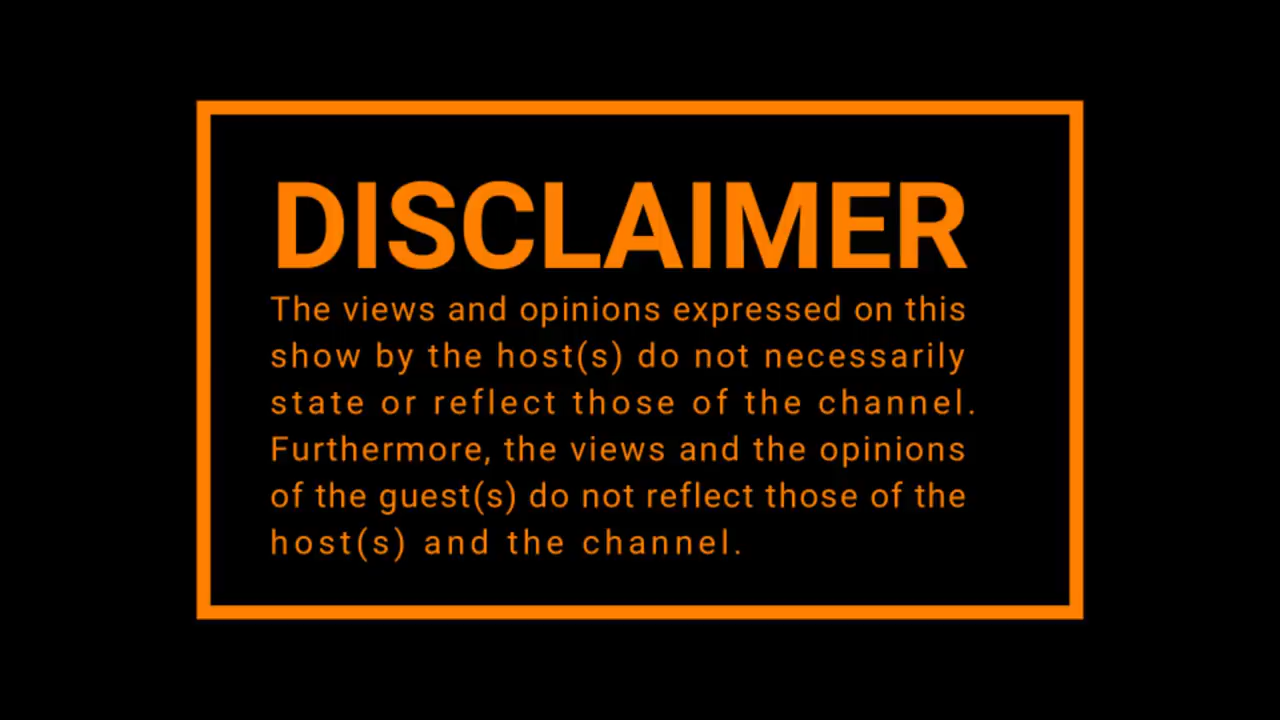 DISCLAIMER
The views and opinions expressed on this
show by the host(s) do not necessarily
state or reflect those of the channel.
Furthermore, the views and the opinions
of the guest(s) do not reflect those of the
host(s) and the channel.